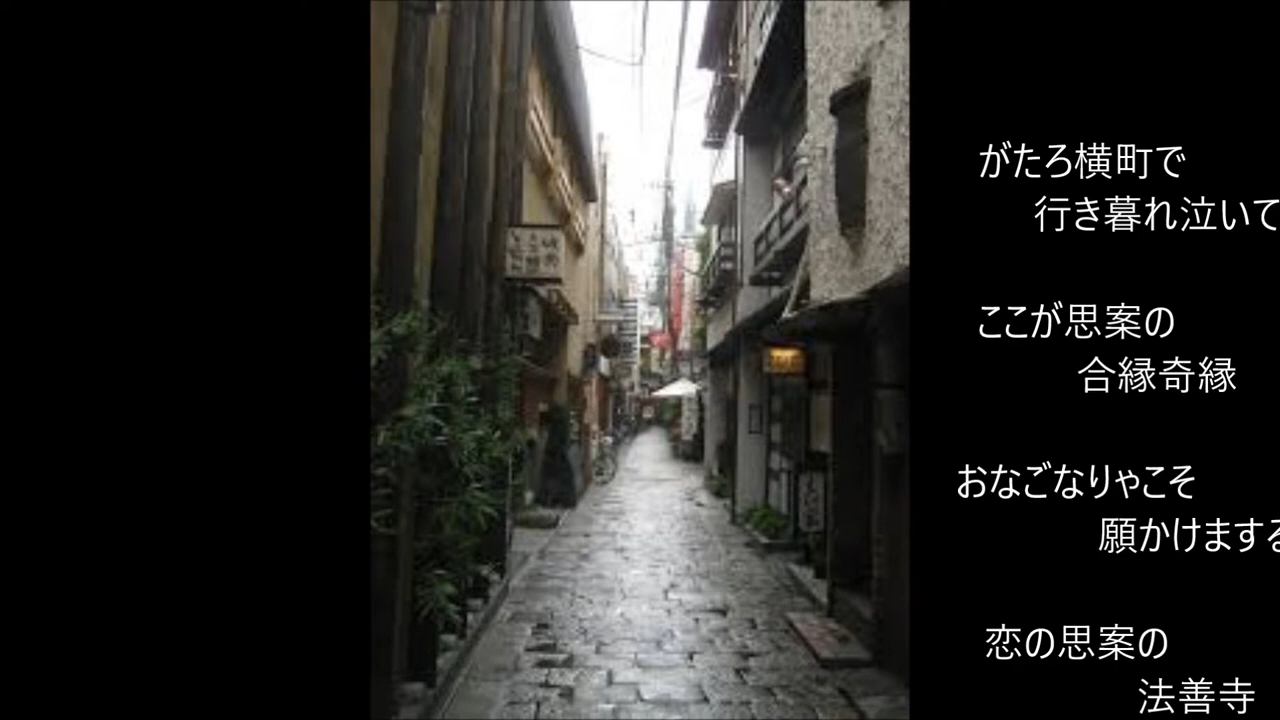 がたろ横町で
行き暮れ泣いて
ここが思案の
合縁奇縁
おなごなりゃこそ
願かけまする
恋の思案の
法善寺